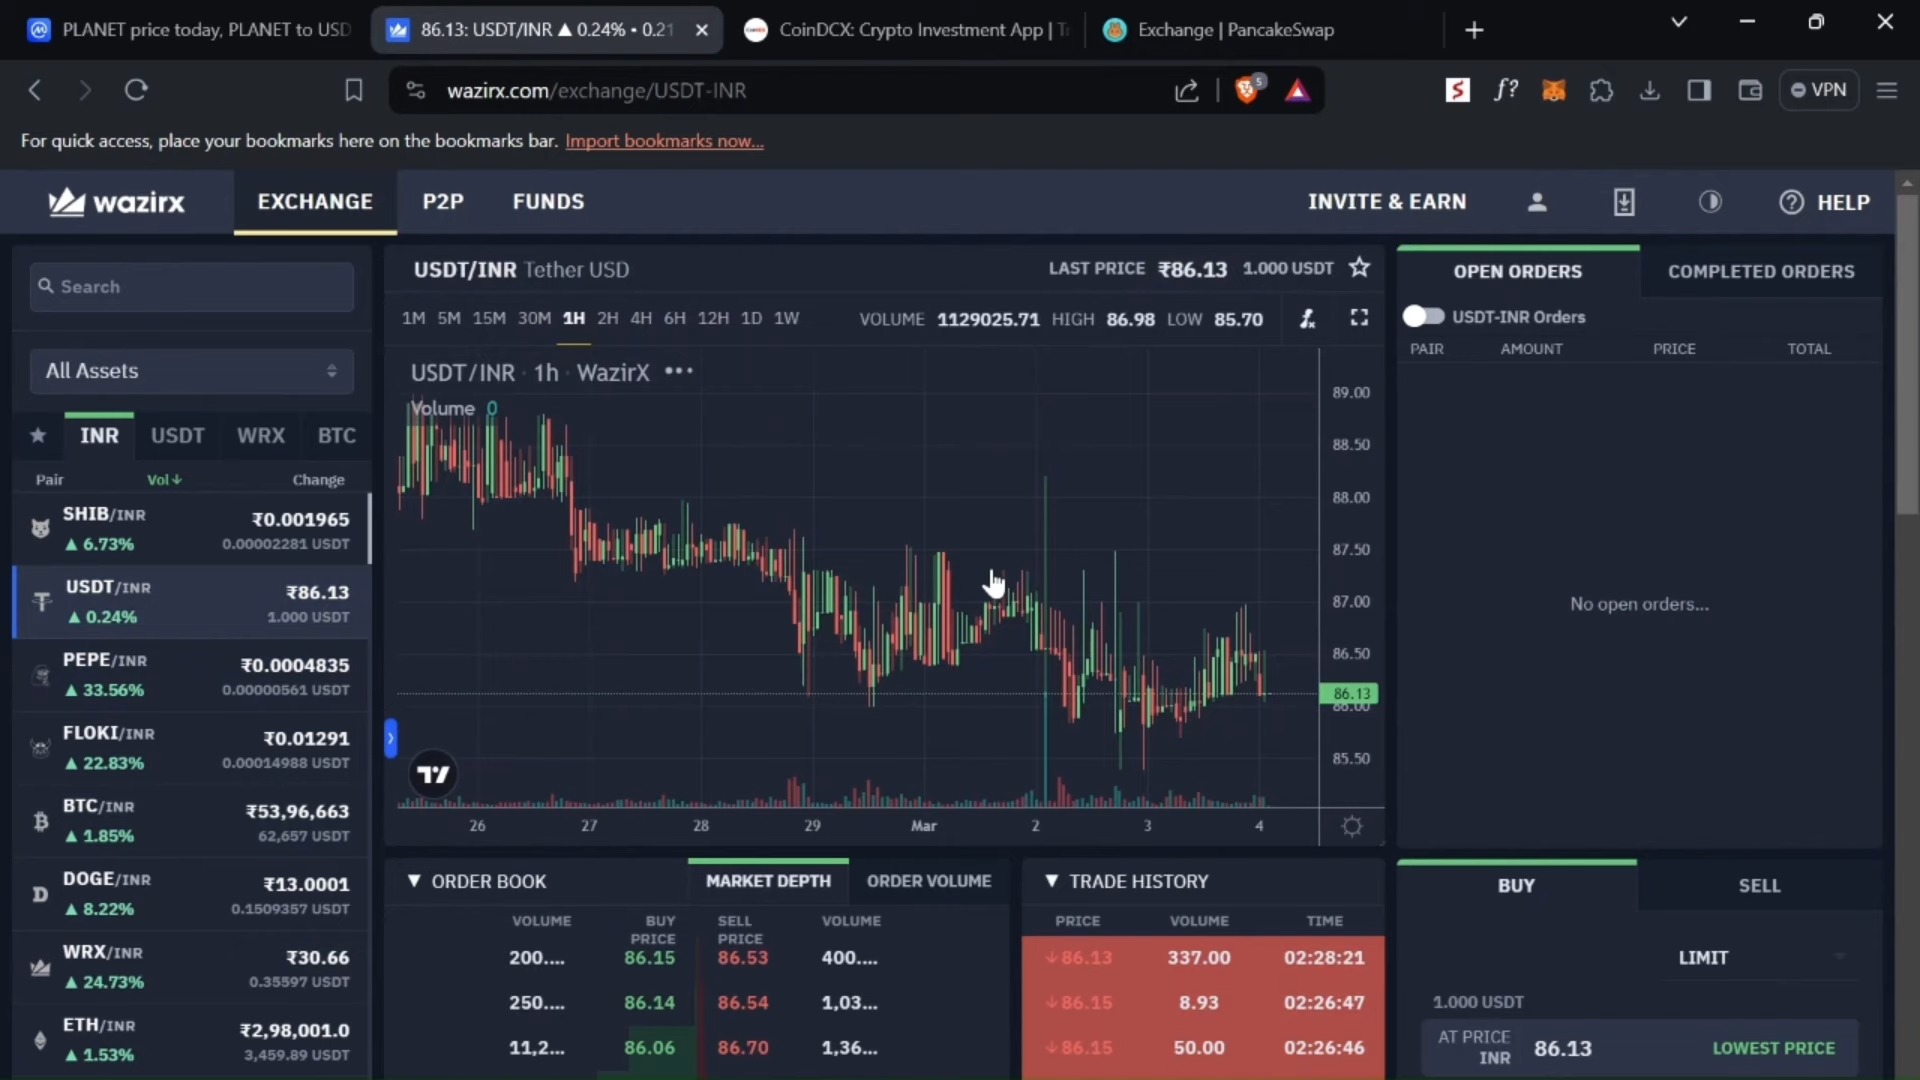 PLANET price today, PLANET to USD
86.13: USDT/INR ▲ 0.24% • 0.21
CoinDCX: Crypto Investment App | Tr
Exchange | PancakeSwap
wazirx.com/exchange/USDT-INR
5
VPN
For quick access, place your bookmarks here on the bookmarks bar. Import bookmarks now...
wazirx
EXCHANGE
P2P
FUNDS
INVITE & EARN
HELP
Search
All Assets
INR USDT WRX BTC
Pair Vol↓ Change
SHIB/INR ₹0.001965
▲ 6.73% 0.00002281 USDT
USDT/INR ₹86.13
▲ 0.24% 1.000 USDT
PEPE/INR ₹0.0004835
▲ 33.56% 0.00000561 USDT
FLOKI/INR ₹0.01291
▲ 22.83% 0.00014988 USDT
BTC/INR ₹53,96,663
▲ 1.85% 62,657 USDT
DOGE/INR ₹13.0001
▲ 8.22% 0.1509357 USDT
WRX/INR ₹30.66
▲ 24.73% 0.35597 USDT
ETH/INR ₹2,98,001.0
▲ 1.53% 3,459.89 USDT
USDT/INR Tether USD
LAST PRICE ₹86.13 1.000 USDT
1M 5M 15M 30M 1H 2H 4H 6H 12H 1D 1W
VOLUME 1129025.71 HIGH 86.98 LOW 85.70
USDT/INR · 1h · WazirX •••
Volume 0
89.00
88.50
88.00
87.50
87.00
86.50
86.13
86.00
85.50
26 27 28 29 Mar 2 3 4
▼ ORDER BOOK
MARKET DEPTH
ORDER VOLUME
VOLUME BUY PRICE SELL PRICE VOLUME
200.... 86.15 86.53 400....
250.... 86.14 86.54 1,03...
11,2... 86.06 86.70 1,36...
▼ TRADE HISTORY
PRICE VOLUME TIME
↓86.13 337.00 02:28:21
↓86.15 8.93 02:26:47
↓86.15 50.00 02:26:46
OPEN ORDERS
COMPLETED ORDERS
USDT-INR Orders
PAIR AMOUNT PRICE TOTAL
No open orders...
BUY
SELL
LIMIT
1.000 USDT
AT PRICE
INR
86.13
LOWEST PRICE